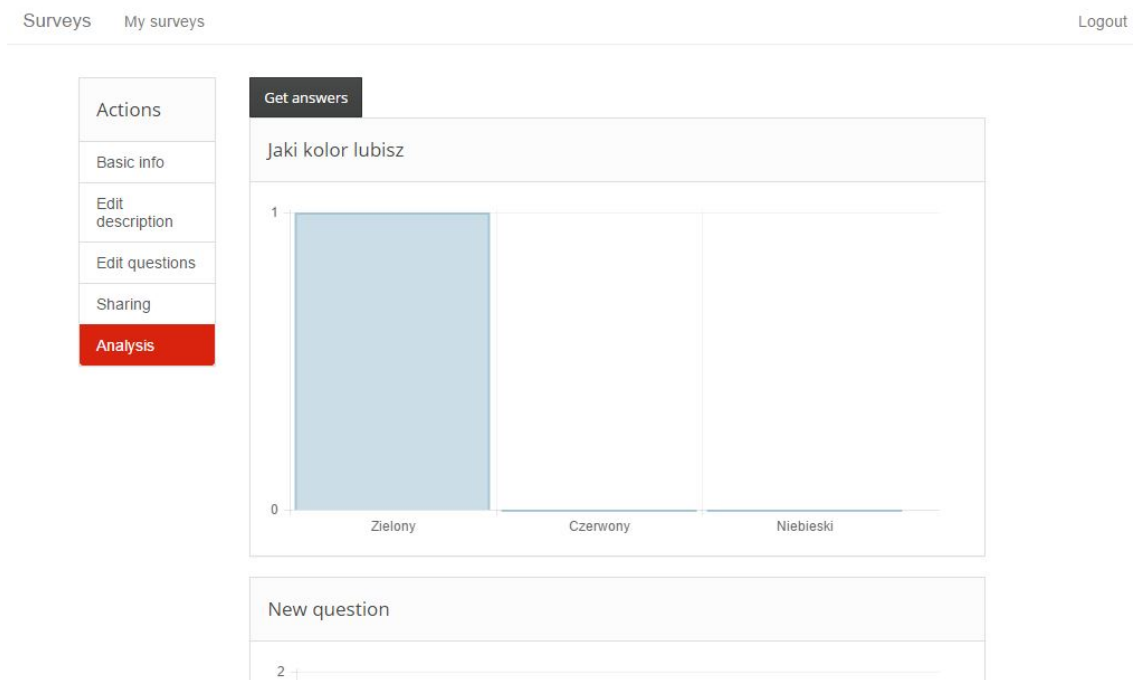 Surveys My surveys Logout
Actions
Basic info
Edit
description
Edit questions
Sharing
Analysis
Get answers
Jaki kolor lubisz
1
0
Zielony Czerwony Niebieski
New question
2